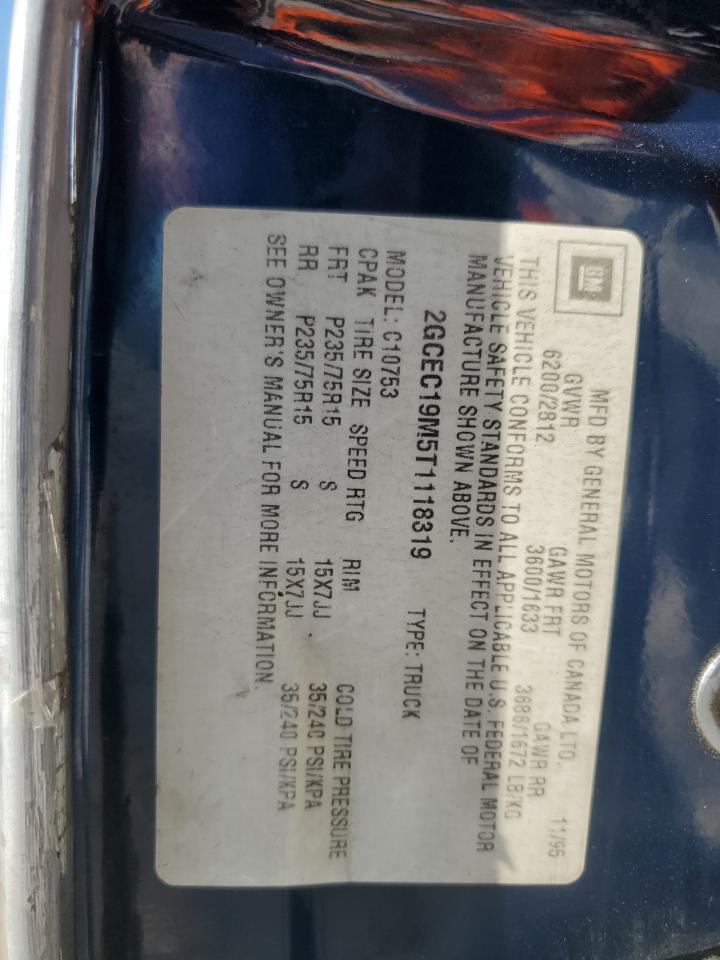 GM
MFD BY GENERAL MOTORS OF CANADA LTD. 11/95
GVWR GAWR FRT GAWR RR
6200/2812 3600/1633 3686/1672 LB/KG
THIS VEHICLE CONFORMS TO ALL APPLICABLE U.S. FEDERAL MOTOR
VEHICLE SAFETY STANDARDS IN EFFECT ON THE DATE OF
MANUFACTURE SHOWN ABOVE.
2GCEC19M5T1118319 TYPE: TRUCK
MODEL: C10753
CPAK TIRE SIZE SPEED RTG RIM COLD TIRE PRESSURE
FRT P235/75R15 S 15X7JJ 35/240 PSI/KPA
RR P235/75R15 S 15X7JJ 35/240 PSI/KPA
SEE OWNER'S MANUAL FOR MORE INFORMATION.